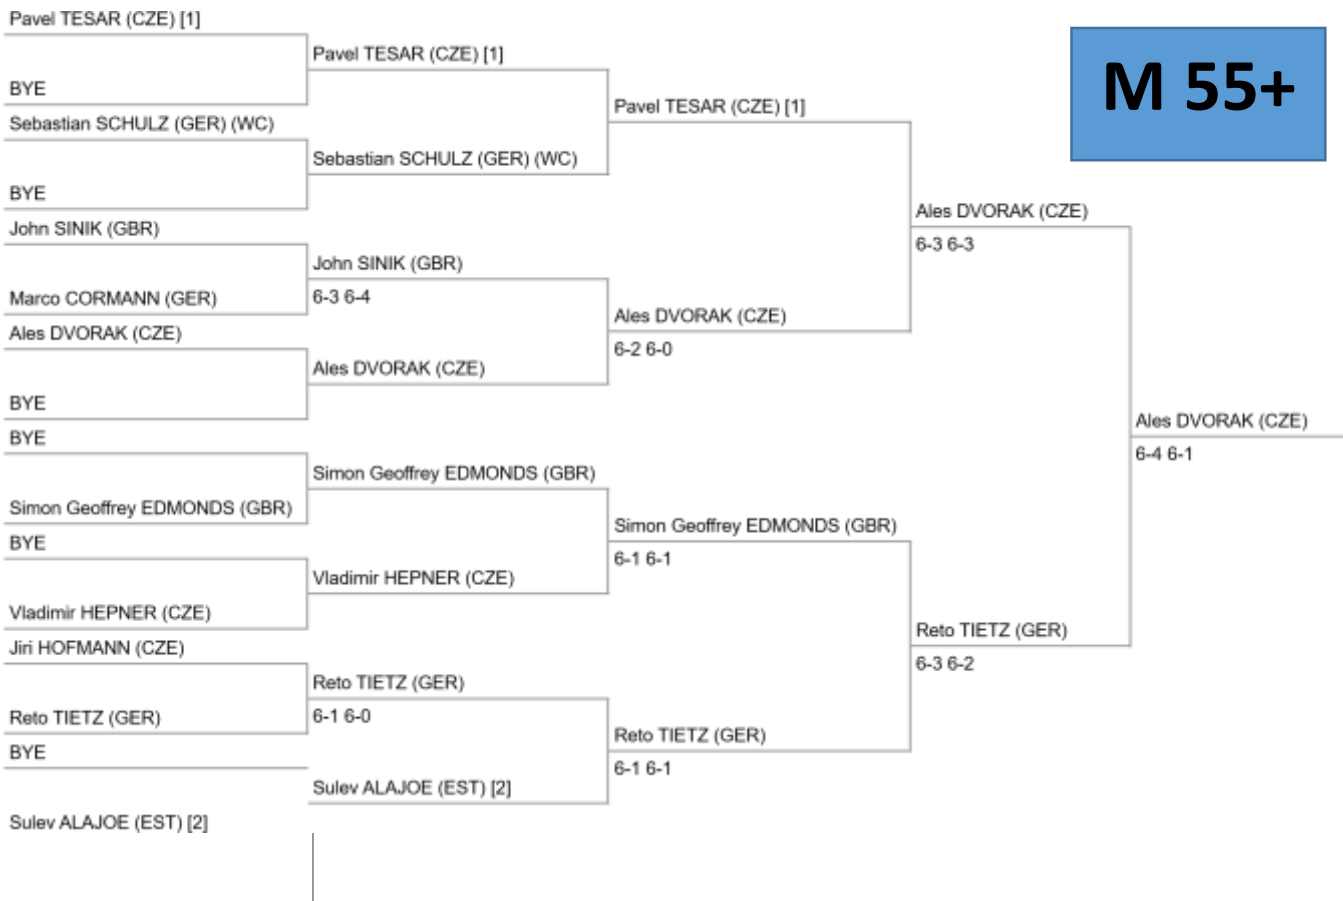 Pavel TESAR (CZE) [1]
BYE
Sebastian SCHULZ (GER) (WC)
BYE
John SINIK (GBR)
Marco CORMANN (GER)
Ales DVORAK (CZE)
BYE
BYE
Simon Geoffrey EDMONDS (GBR)
BYE
Vladimir HEPNER (CZE)
Jiri HOFMANN (CZE)
Reto TIETZ (GER)
BYE
Sulev ALAJOE (EST) [2]
Pavel TESAR (CZE) [1]
Sebastian SCHULZ (GER) (WC)
John SINIK (GBR)
6-3 6-4
Ales DVORAK (CZE)
Simon Geoffrey EDMONDS (GBR)
Vladimir HEPNER (CZE)
Reto TIETZ (GER)
6-1 6-0
Sulev ALAJOE (EST) [2]
Pavel TESAR (CZE) [1]
Ales DVORAK (CZE)
6-2 6-0
Simon Geoffrey EDMONDS (GBR)
6-1 6-1
Reto TIETZ (GER)
6-1 6-1
Ales DVORAK (CZE)
6-3 6-3
Reto TIETZ (GER)
6-3 6-2
Ales DVORAK (CZE)
6-4 6-1
M 55+